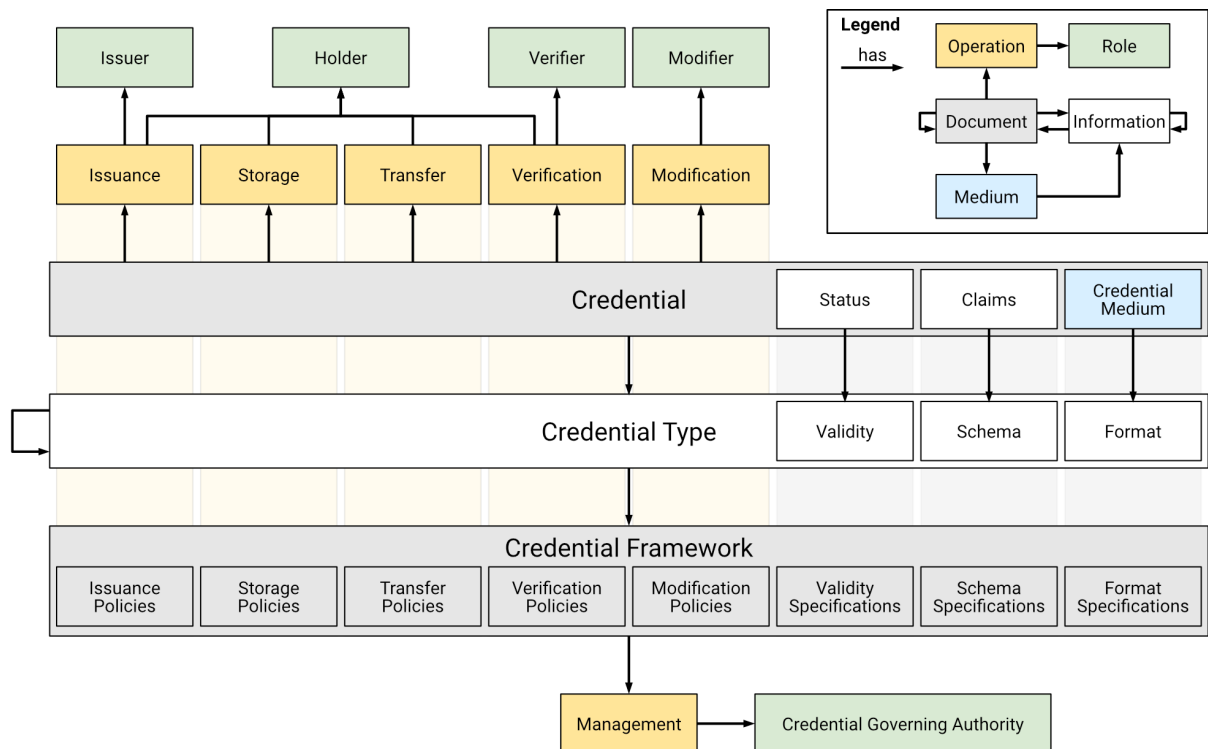 Legend
has
Operation
Role
Document
Information
Medium
Issuer
Holder
Verifier
Modifier
Issuance
Storage
Transfer
Verification
Modification
Credential
Status
Claims
Credential
Medium
Credential Type
Validity
Schema
Format
Credential Framework
Issuance
Policies
Storage
Policies
Transfer
Policies
Verification
Policies
Modification
Policies
Validity
Specifications
Schema
Specifications
Format
Specifications
Management
Credential Governing Authority